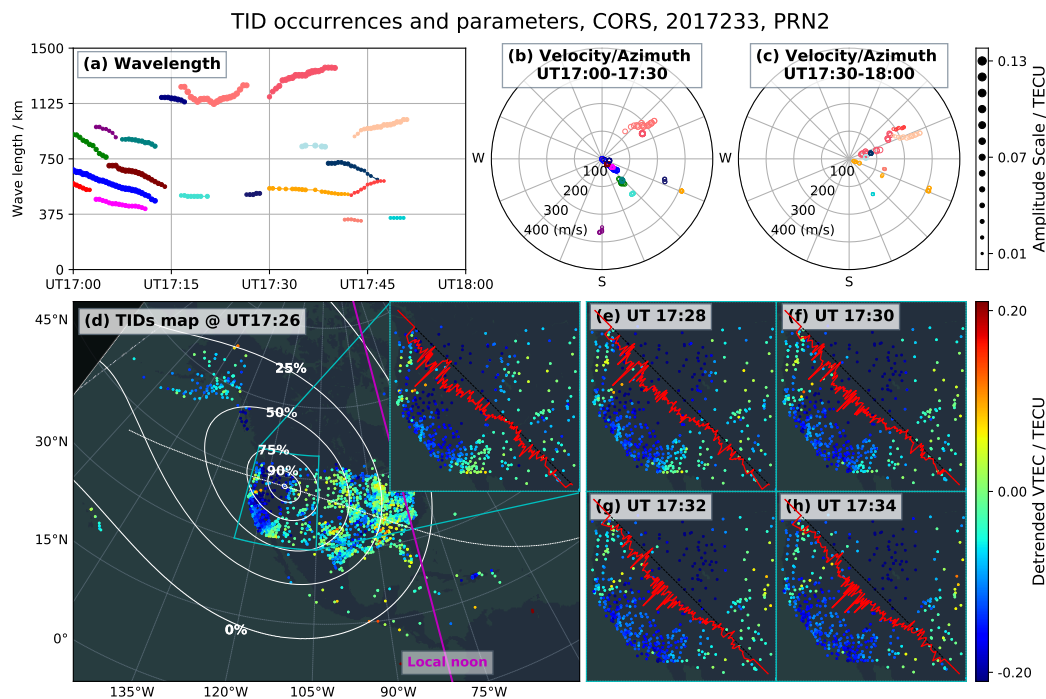 TID occurrences and parameters, CORS, 2017233, PRN2
(a) Wavelength
Wave length / km
1500
1125
750
375
0
UT17:00
UT17:15
UT17:30
UT17:45
UT18:00
(b) Velocity/Azimuth
UT17:00-17:30
W
S
100
200
300
400 (m/s)
(c) Velocity/Azimuth
UT17:30-18:00
W
S
100
200
300
400 (m/s)
0.13
0.07
0.01
Amplitude Scale / TECU
(d) TIDs map @ UT17:26
45°N
30°N
15°N
0°
135°W
120°W
105°W
90°W
75°W
25%
50%
75%
90%
0%
Local noon
(e) UT 17:28
(f) UT 17:30
(g) UT 17:32
(h) UT 17:34
0.20
0.00
-0.20
Detrended VTEC / TECU